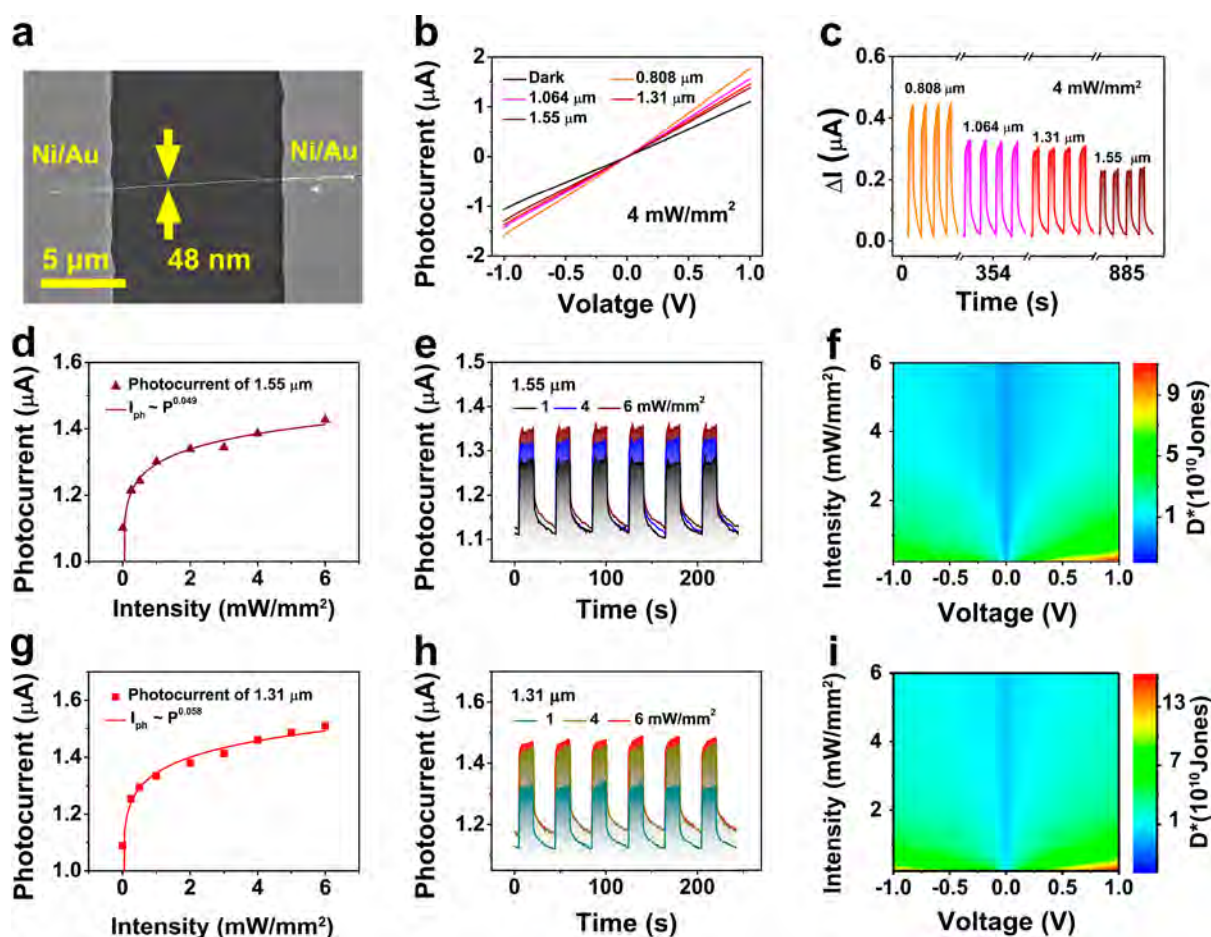 a
Ni/Au
Ni/Au
5 μm
48 nm
b
Photocurrent (μA)
2
1
0
-1
-2
Dark
0.808 μm
1.064 μm
1.31 μm
1.55 μm
4 mW/mm²
-1.0
-0.5
0.0
0.5
1.0
Volatge (V)
c
ΔI (μA)
0.6
0.4
0.2
0.0
0.808 μm
4 mW/mm²
1.064 μm
1.31 μm
1.55 μm
0
354
885
Time (s)
d
Photocurrent (μA)
1.6
1.4
1.2
1.0
Photocurrent of 1.55 μm
I_ph ~ P^0.049
0
2
4
6
Intensity (mW/mm²)
e
Photocurrent (μA)
1.5
1.4
1.3
1.2
1.1
1.55 μm
1
4
6 mW/mm²
0
100
200
Time (s)
f
Intensity (mW/mm²)
6
4
2
-1.0
-0.5
0.0
0.5
1.0
Voltage (V)
9
5
1
D*(10¹⁰Jones)
g
Photocurrent (μA)
1.6
1.4
1.2
1.0
Photocurrent of 1.31 μm
I_ph ~ P^0.058
0
2
4
6
Intensity (mW/mm²)
h
Photocurrent (μA)
1.6
1.4
1.2
1.31 μm
1
4
6 mW/mm²
0
100
200
Time (s)
i
Intensity (mW/mm²)
6
4
2
-1.0
-0.5
0.0
0.5
1.0
Voltage (V)
13
7
1
D*(10¹⁰Jones)